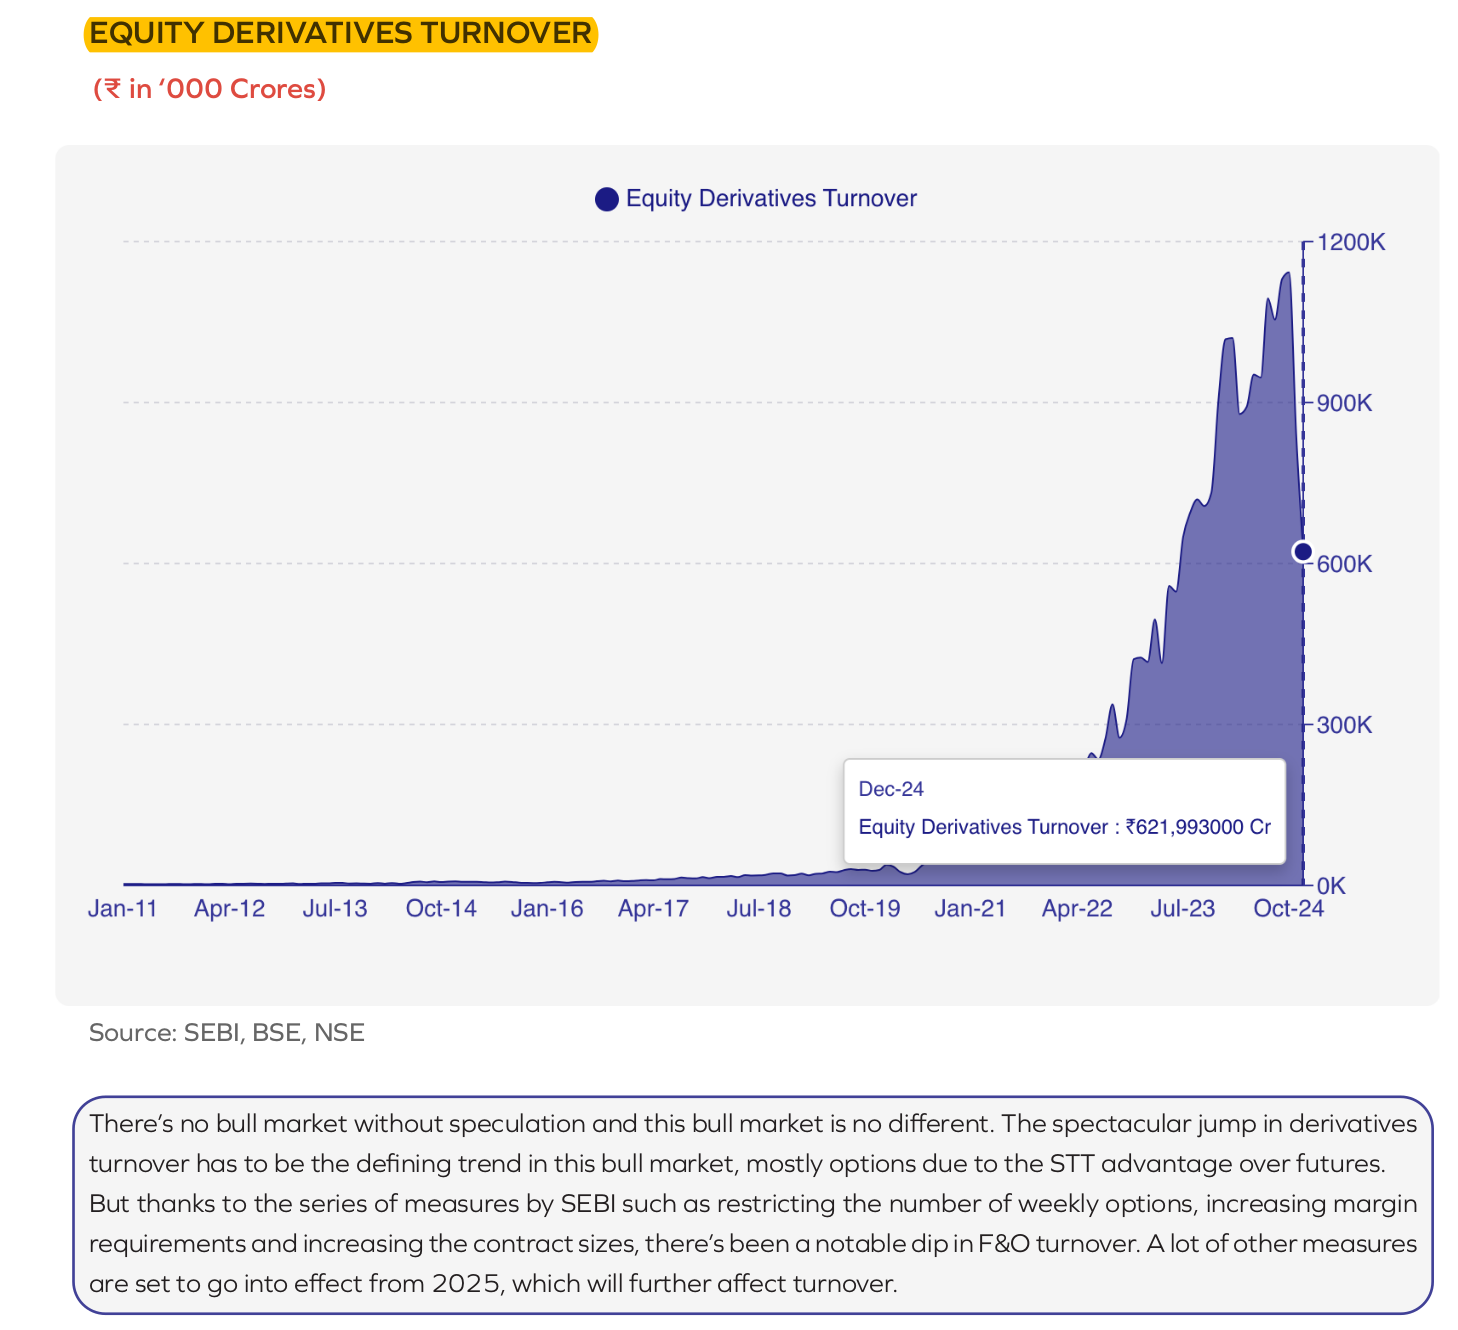 EQUITY DERIVATIVES TURNOVER
(₹ in ‘000 Crores)
Equity Derivatives Turnover
1200K
900K
600K
300K
0K
Dec-24
Equity Derivatives Turnover : ₹621,993000 Cr
Jan-11 Apr-12 Jul-13 Oct-14 Jan-16 Apr-17 Jul-18 Oct-19 Jan-21 Apr-22 Jul-23 Oct-24
Source: SEBI, BSE, NSE
There’s no bull market without speculation and this bull market is no different. The spectacular jump in derivatives
turnover has to be the defining trend in this bull market, mostly options due to the STT advantage over futures.
But thanks to the series of measures by SEBI such as restricting the number of weekly options, increasing margin
requirements and increasing the contract sizes, there’s been a notable dip in F&O turnover. A lot of other measures
are set to go into effect from 2025, which will further affect turnover.